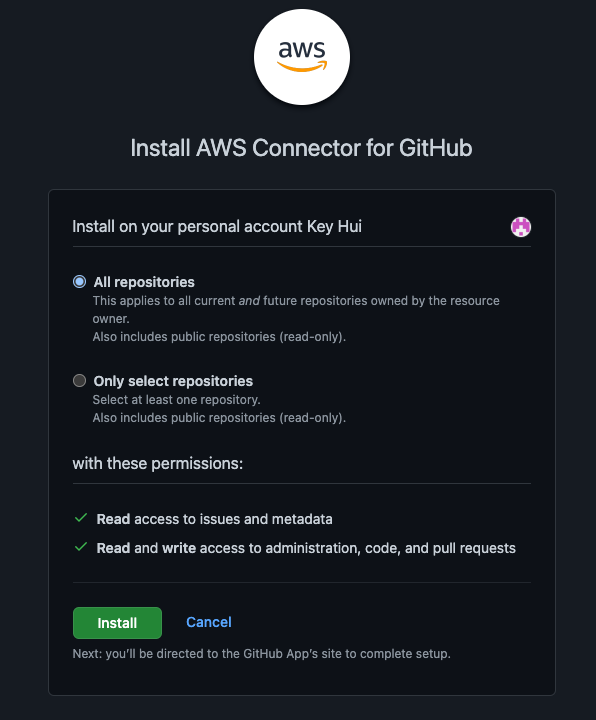 aws
Install AWS Connector for GitHub
Install on your personal account Key Hui
All repositories
This applies to all current and future repositories owned by the resource
owner.
Also includes public repositories (read-only).
Only select repositories
Select at least one repository.
Also includes public repositories (read-only).
with these permissions:
Read access to issues and metadata
Read and write access to administration, code, and pull requests
Install Cancel
Next: you’ll be directed to the GitHub App’s site to complete setup.